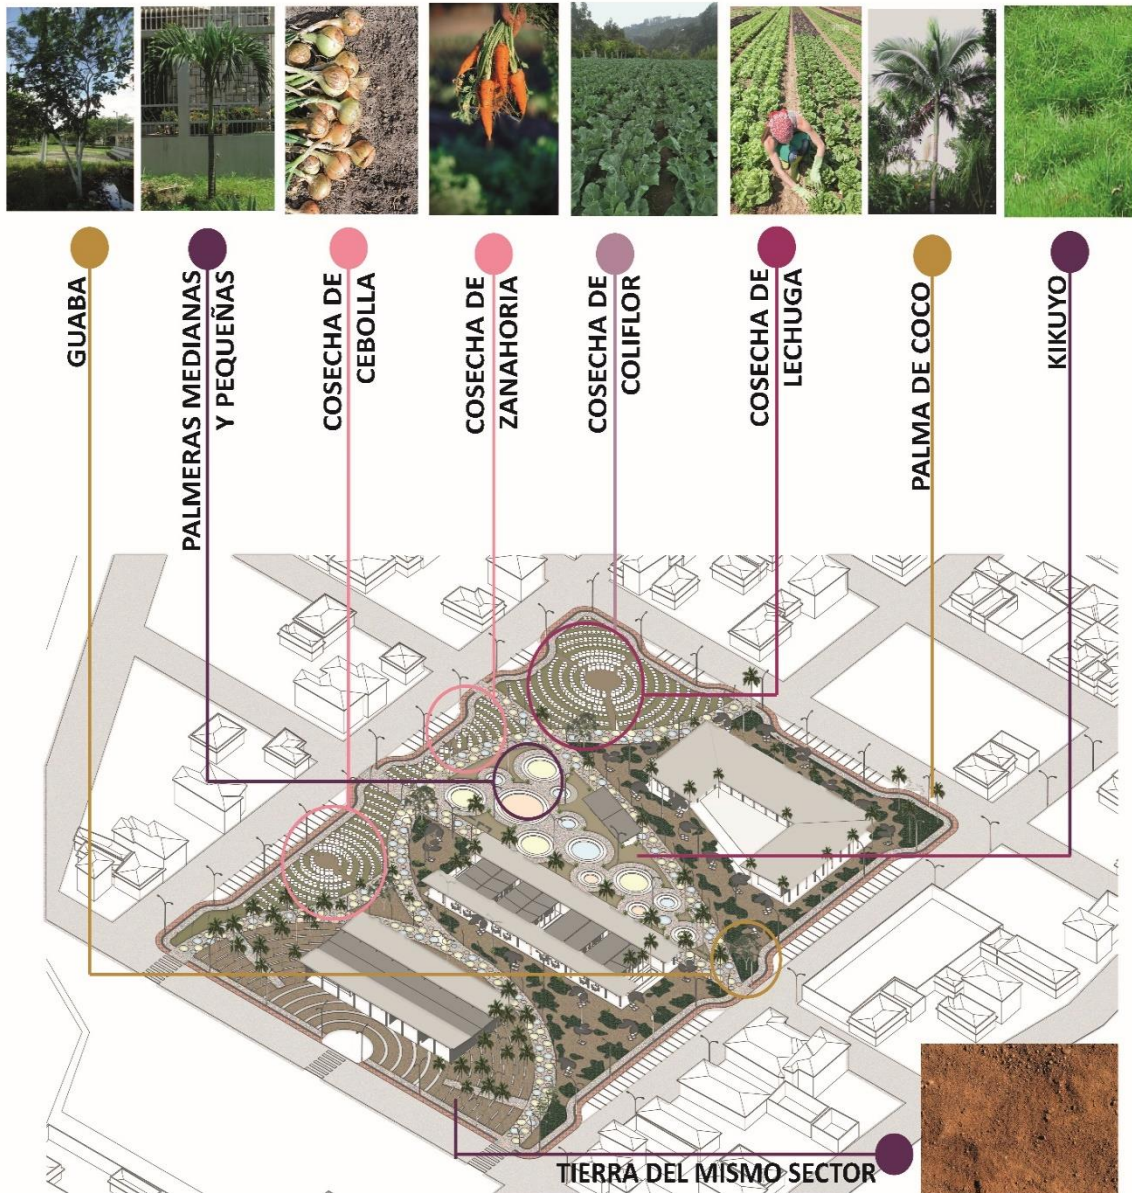 GUABA
PALMERAS MEDIANAS
Y PEQUEÑAS
COSECHA DE
CEBOLLA
COSECHA DE
ZANAHORIA
COSECHA DE
COLIFLOR
COSECHA DE
LECHUGA
PALMA DE COCO
KIKUYO
TIERRA DEL MISMO SECTOR